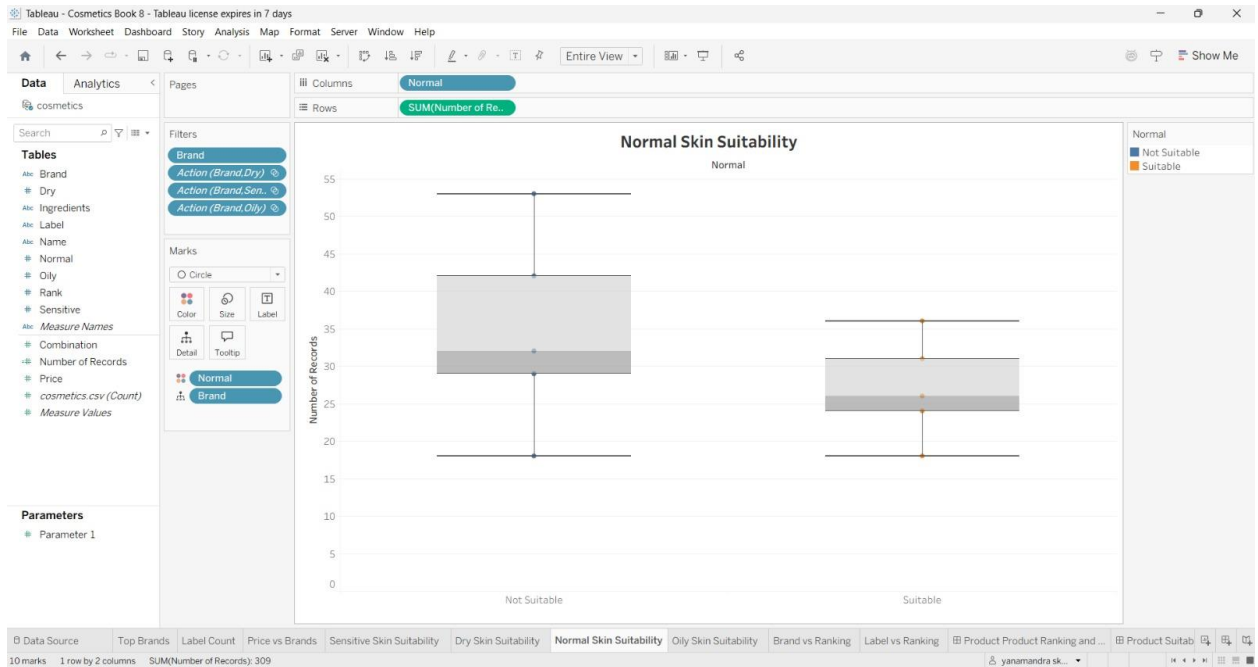 Tableau - Cosmetics Book 8 - Tableau license expires in 7 days
File Data Worksheet Dashboard Story Analysis Map Format Server Window Help
Entire View
Show Me
Data Analytics
cosmetics
Search
Tables
Abc Brand
# Dry
Abc Ingredients
Abc Label
Abc Name
# Normal
# Oily
# Rank
# Sensitive
Abc Measure Names
# Combination
=# Number of Records
# Price
# cosmetics.csv (Count)
# Measure Values
Parameters
# Parameter 1
Pages
Filters
Brand
Action (Brand,Dry)
Action (Brand,Sen..
Action (Brand,Oily)
Marks
Circle
Color Size Label
Detail Tooltip
Normal
Brand
Columns Normal
Rows SUM(Number of Re..
Normal Skin Suitability
Normal
Number of Records
55
50
45
40
35
30
25
20
15
10
5
0
Not Suitable Suitable
Normal
Not Suitable
Suitable
Data Source Top Brands Label Count Price vs Brands Sensitive Skin Suitability Dry Skin Suitability Normal Skin Suitability Oily Skin Suitability Brand vs Ranking Label vs Ranking Product Product Ranking and ... Product Suitab
10 marks 1 row by 2 columns SUM(Number of Records): 309 yanamandra sk...